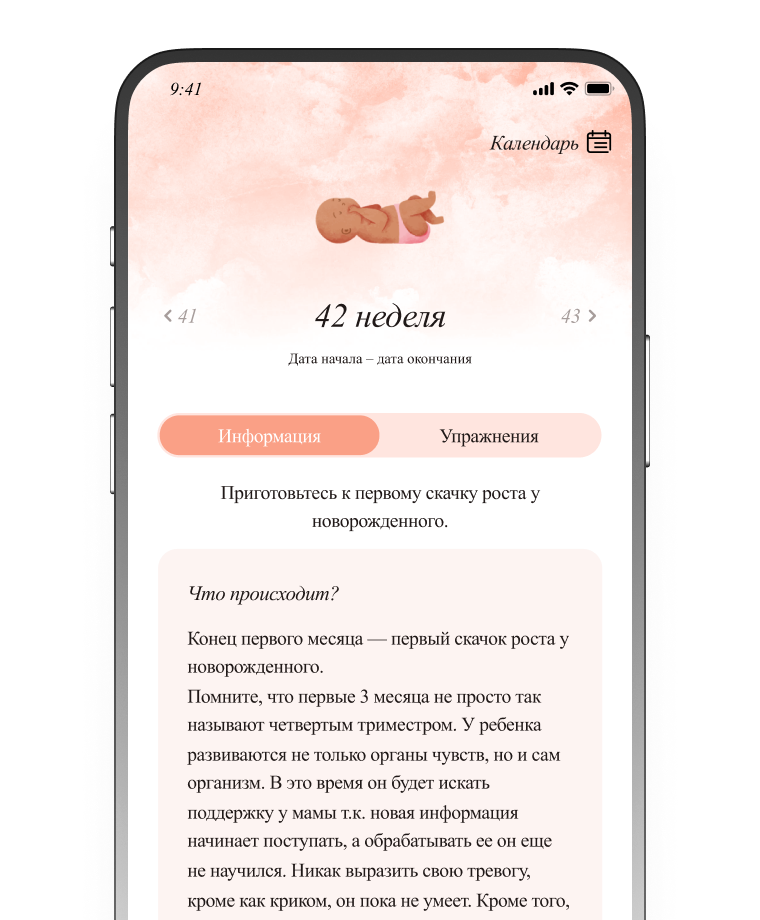 9:41
Календарь
41
42 неделя
43
Дата начала – дата окончания
Информация
Упражнения
Приготовьтесь к первому скачку роста у
новорожденного.
Что происходит?
Конец первого месяца — первый скачок роста у
новорожденного.
Помните, что первые 3 месяца не просто так
называют четвертым триместром. У ребенка
развиваются не только органы чувств, но и сам
организм. В это время он будет искать
поддержку у мамы т.к. новая информация
начинает поступать, а обрабатывать ее он еще
не научился. Никак выразить свою тревогу,
кроме как криком, он пока не умеет. Кроме того,